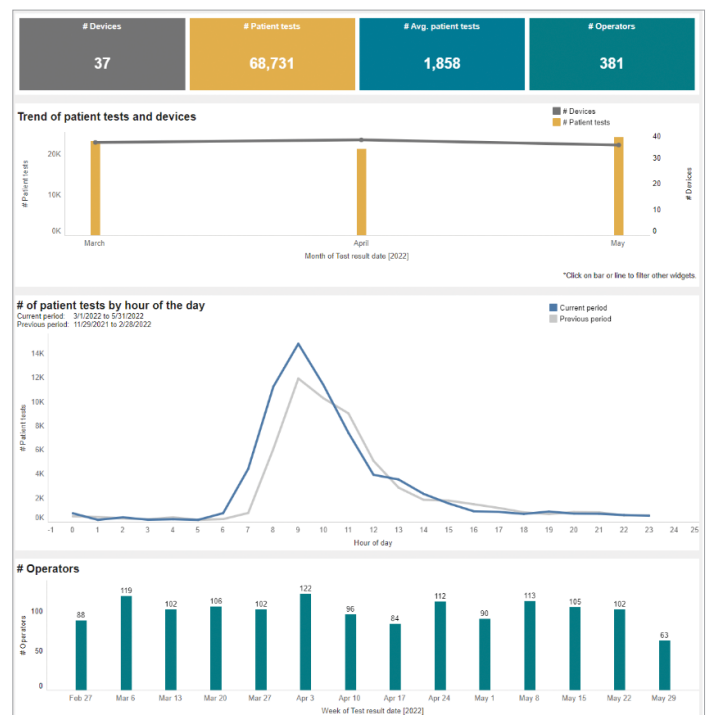 # Devices # Patient tests # Avg. patient tests # Operators
37 68,731 1,858 381
Trend of patient tests and devices
# Devices
# Patient tests
# Patient tests
20K
10K
0K
40
30
20
10
0
# Devices
March April May
Month of Test result date [2022]
*Click on bar or line to filter other widgets.
# of patient tests by hour of the day
Current period: 3/1/2022 to 5/31/2022
Previous period: 11/29/2021 to 2/28/2022
Current period
Previous period
# Patient tests
14K
12K
10K
8K
6K
4K
2K
0K
-1 0 1 2 3 4 5 6 7 8 9 10 11 12 13 14 15 16 17 18 19 20 21 22 23 24 25
Hour of day
# Operators
# Operators
100
50
0
88 119 102 106 102 122 96 84 112 90 113 105 102 63
Feb 27 Mar 6 Mar 13 Mar 20 Mar 27 Apr 3 Apr 10 Apr 17 Apr 24 May 1 May 8 May 15 May 22 May 29
Week of Test result date [2022]